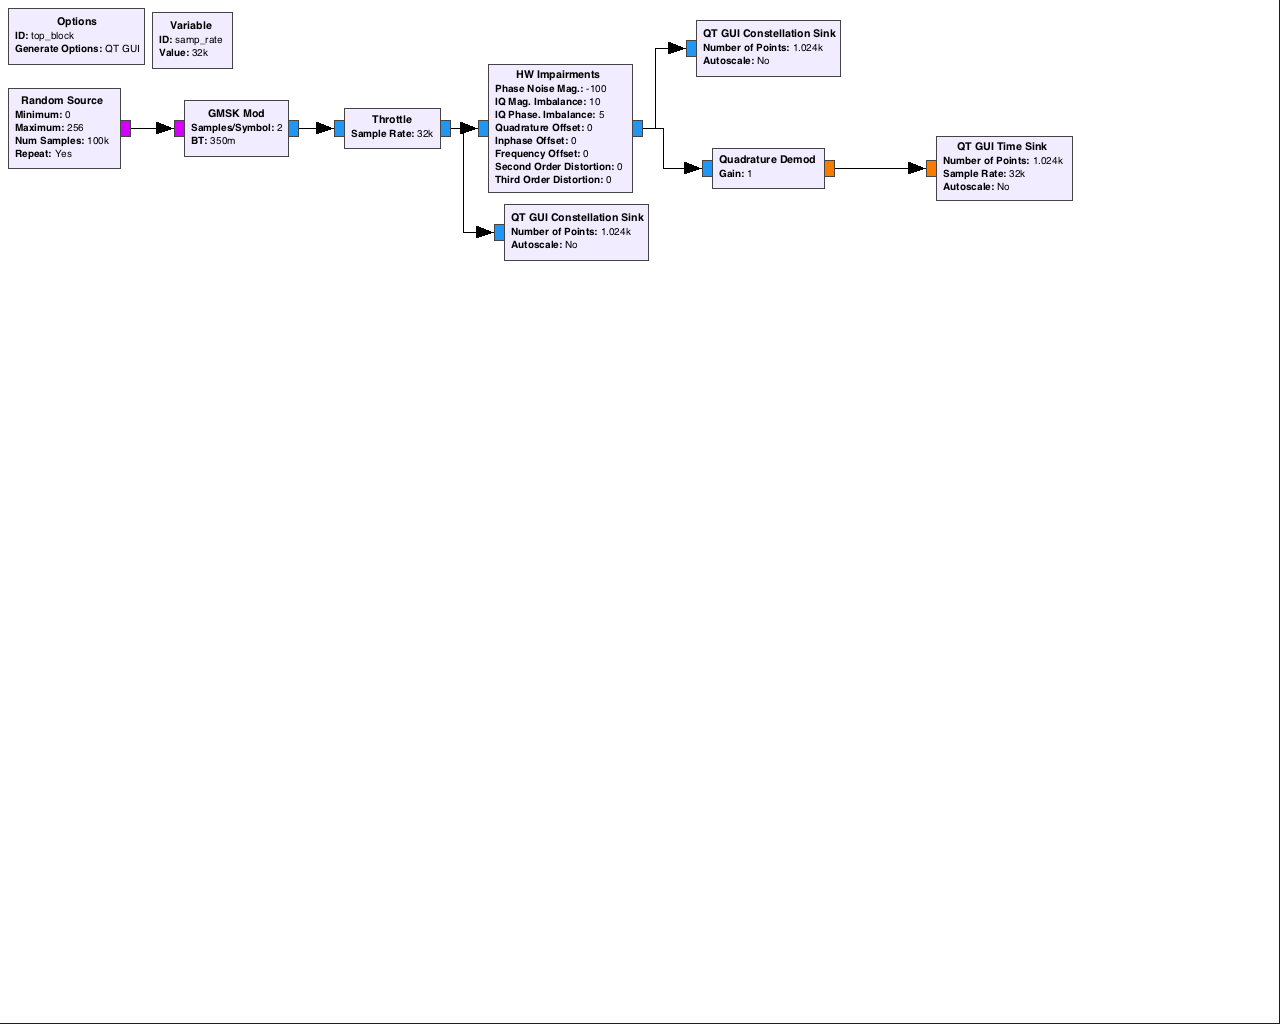 Options
ID: top_block
Generate Options: QT GUI
Variable
ID: samp_rate
Value: 32k
Random Source
Minimum: 0
Maximum: 256
Num Samples: 100k
Repeat: Yes
GMSK Mod
Samples/Symbol: 2
BT: 350m
Throttle
Sample Rate: 32k
HW Impairments
Phase Noise Mag.: -100
IQ Mag. Imbalance: 10
IQ Phase. Imbalance: 5
Quadrature Offset: 0
Inphase Offset: 0
Frequency Offset: 0
Second Order Distortion: 0
Third Order Distortion: 0
QT GUI Constellation Sink
Number of Points: 1.024k
Autoscale: No
QT GUI Constellation Sink
Number of Points: 1.024k
Autoscale: No
Quadrature Demod
Gain: 1
QT GUI Time Sink
Number of Points: 1.024k
Sample Rate: 32k
Autoscale: No